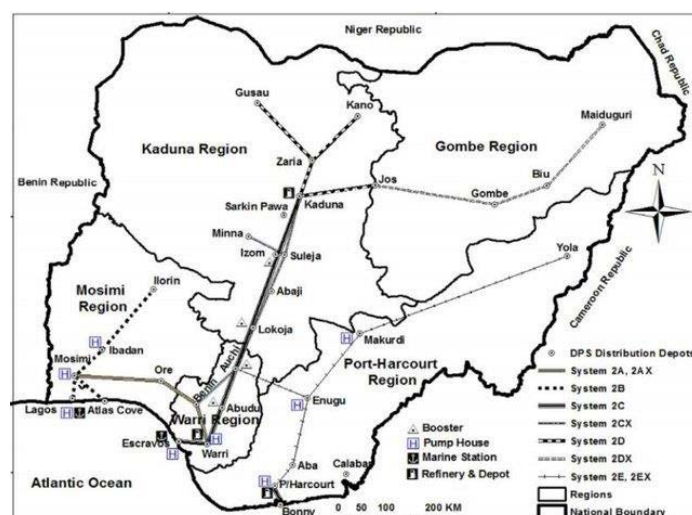 Niger Republic
Chad Republic
Gusau
Kano
Maiduguri
Kaduna Region
Gombe Region
Zaria
Jos
Biu
Benin Republic
Kaduna
Gombe
N
Sarkin Pawa
Minna
Izom
Suleja
Yola
Cameroon Republic
Ilorin
Abaji
Mosimi
Region
Lokoja
Makurdi
Ibadan
Mosimi
Auchi
Port-Harcourt
Region
Ore
Benin
Enugu
Lagos
Atlas Cove
Abudu
Warri Region
Escravos
Warri
Aba
Calabar
P/Harcourt
Bonny
Atlantic Ocean
Booster
H Pump House
Marine Station
Refinery & Depot
0 50 100 200 KM
DPS Distribution Depots
System 2A, 2AX
System 2B
System 2C
System 2CX
System 2D
System 2DX
System 2E, 2EX
Regions
National Boundary